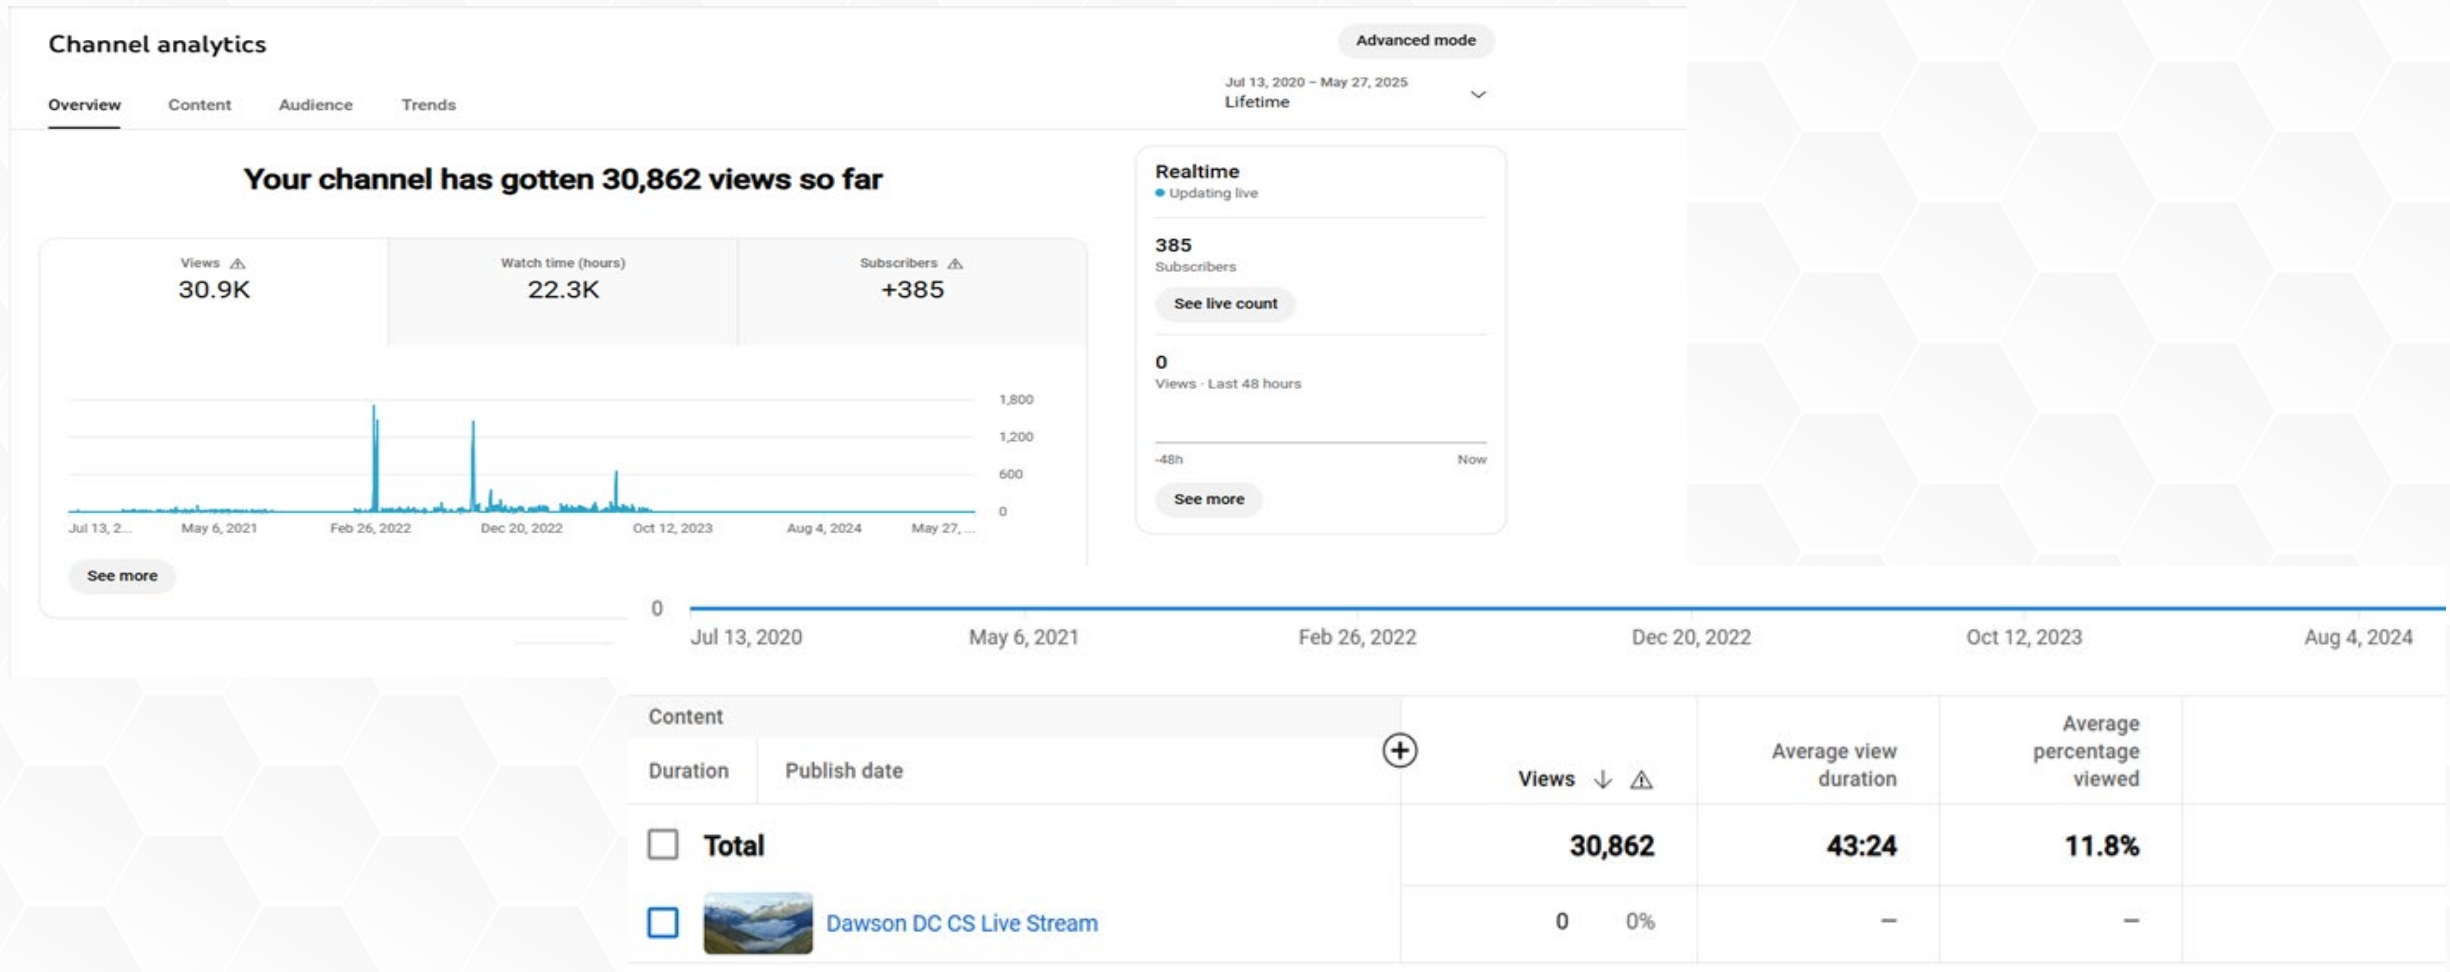 Channel analytics
Advanced mode
Jul 13, 2020 – May 27, 2025
Lifetime
Overview Content Audience Trends
Your channel has gotten 30,862 views so far
Views
30.9K
Watch time (hours)
22.3K
Subscribers
+385
1,800
1,200
600
0
Jul 13, 2... May 6, 2021 Feb 26, 2022 Dec 20, 2022 Oct 12, 2023 Aug 4, 2024 May 27, ...
See more
Realtime
Updating live
385
Subscribers
See live count
0
Views · Last 48 hours
-48h Now
See more
0
Jul 13, 2020 May 6, 2021 Feb 26, 2022 Dec 20, 2022 Oct 12, 2023 Aug 4, 2024
Content
Duration Publish date
Views
Average view
duration
Average
percentage
viewed
Total 30,862 43:24 11.8%
Dawson DC CS Live Stream 0 0% — —